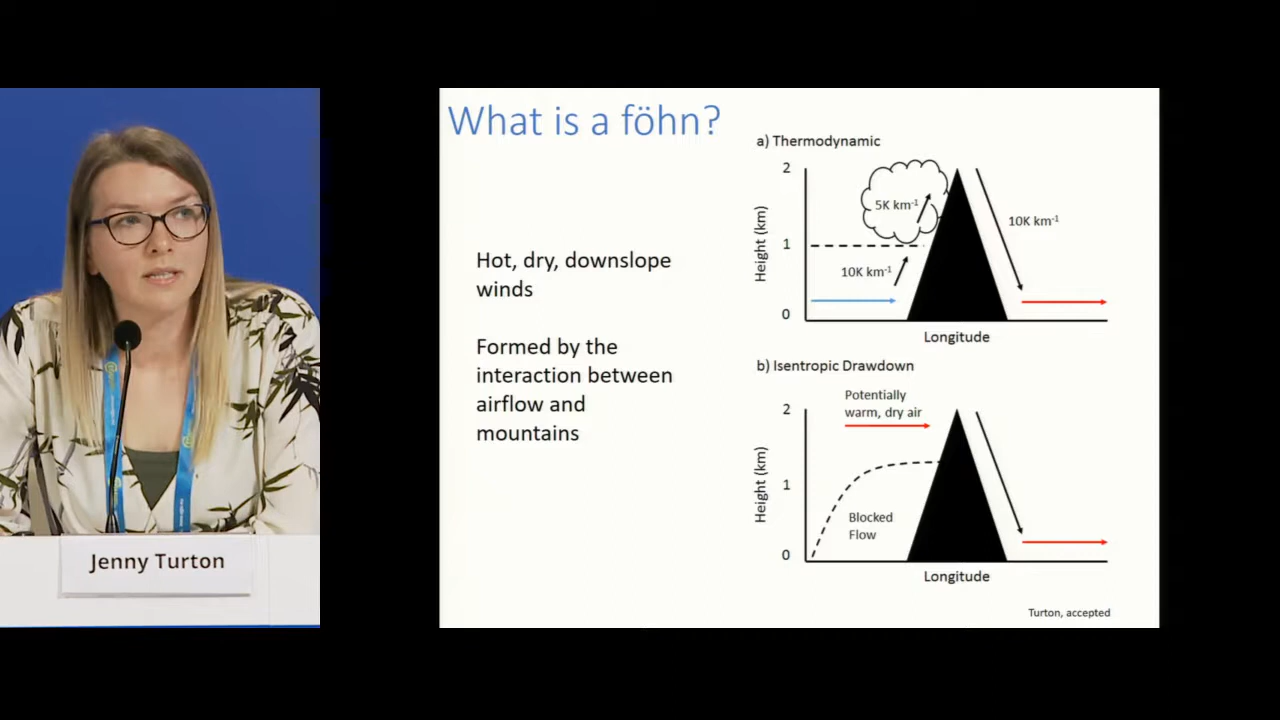 What is a föhn?
Hot, dry, downslope
winds
Formed by the
interaction between
airflow and
mountains
a) Thermodynamic
2
1
0
Height (km)
5K km⁻¹
10K km⁻¹
10K km⁻¹
Longitude
b) Isentropic Drawdown
Potentially
warm, dry air
2
1
0
Height (km)
Blocked
Flow
Longitude
Turton, accepted
Jenny Turton